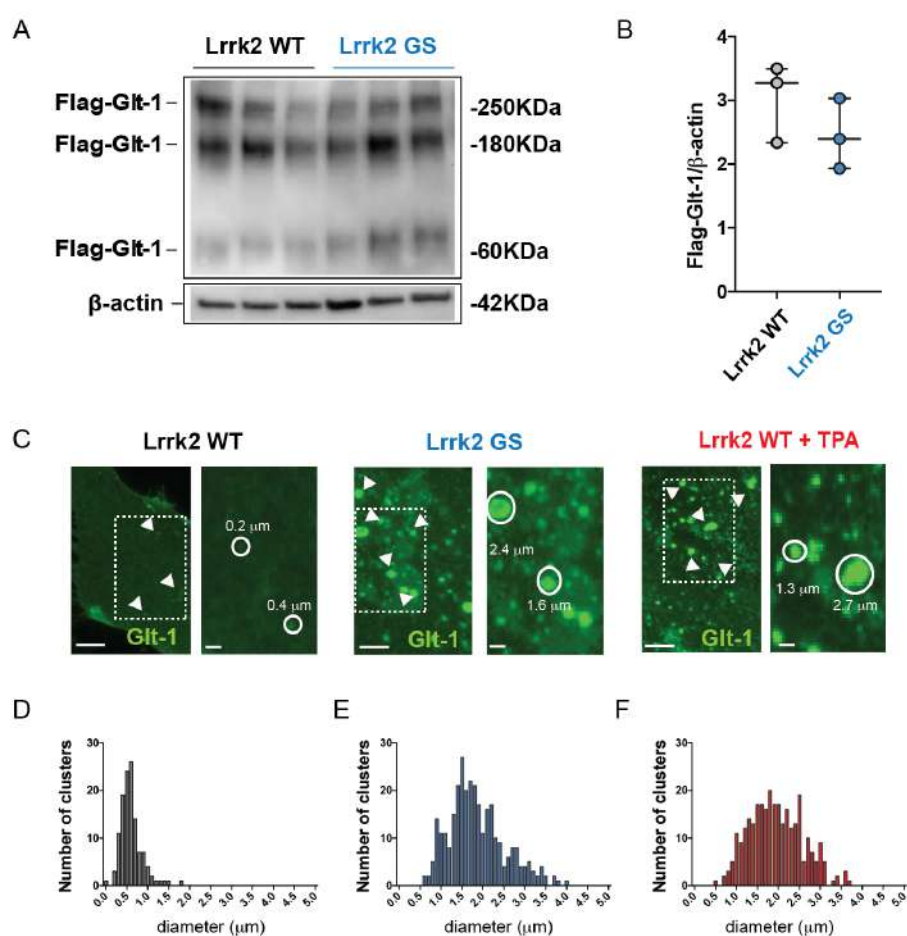 A
Lrrk2 WT
Lrrk2 GS
Flag-Glt-1
Flag-Glt-1
Flag-Glt-1
β-actin
-250KDa
-180KDa
-60KDa
-42KDa
B
Flag-Glt-1/β-actin
4
3
2
1
0
Lrrk2 WT
Lrrk2 GS
C
Lrrk2 WT
Lrrk2 GS
Lrrk2 WT + TPA
0.2 μm
0.4 μm
Glt-1
2.4 μm
1.6 μm
Glt-1
1.3 μm
2.7 μm
Glt-1
D
Number of clusters
30
20
10
0
0.0 0.5 1.0 1.5 2.0 2.5 3.0 3.5 4.0 4.5 5.0
diameter (μm)
E
Number of clusters
30
20
10
0
0.0 0.5 1.0 1.5 2.0 2.5 3.0 3.5 4.0 4.5 5.0
diameter (μm)
F
Number of clusters
30
20
10
0
0.0 0.5 1.0 1.5 2.0 2.5 3.0 3.5 4.0 4.5 5.0
diameter (μm)